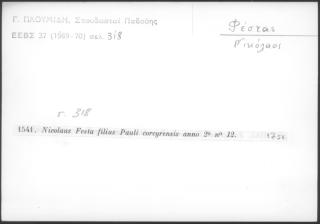 Γ. ΠΛΟΥΜΙΔΗ, Σπουδασταί Παδούης
ΕΕΒΣ 37 (1969-70) σελ. 318
Φέστας
Νικόλαος
σ. 318
1541. Nicolaus Festa filius Pauli corcyrensis anno 2º nº 12.